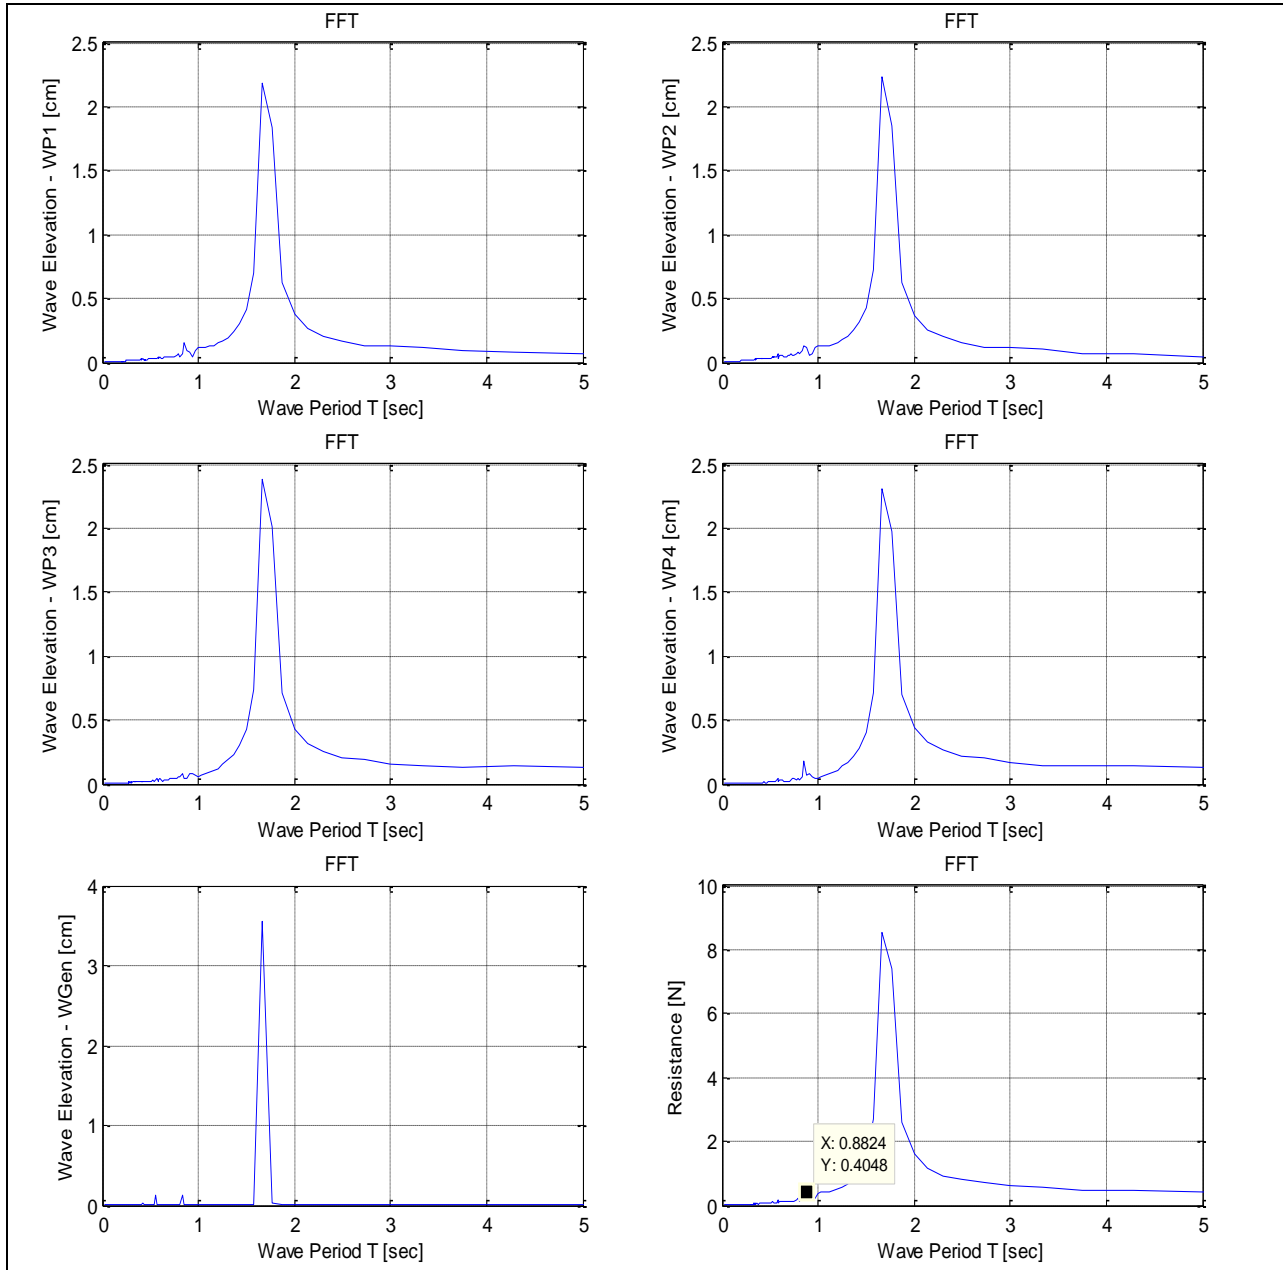 FFT
Wave Elevation - WP1 [cm]
2.5
2
1.5
1
0.5
0
0 1 2 3 4 5
Wave Period T [sec]
FFT
Wave Elevation - WP2 [cm]
2.5
2
1.5
1
0.5
0
0 1 2 3 4 5
Wave Period T [sec]
FFT
Wave Elevation - WP3 [cm]
2.5
2
1.5
1
0.5
0
0 1 2 3 4 5
Wave Period T [sec]
FFT
Wave Elevation - WP4 [cm]
2.5
2
1.5
1
0.5
0
0 1 2 3 4 5
Wave Period T [sec]
FFT
Wave Elevation - WGen [cm]
4
3
2
1
0
0 1 2 3 4 5
Wave Period T [sec]
FFT
Resistance [N]
10
8
6
4
2
0
X: 0.8824
Y: 0.4048
0 1 2 3 4 5
Wave Period T [sec]